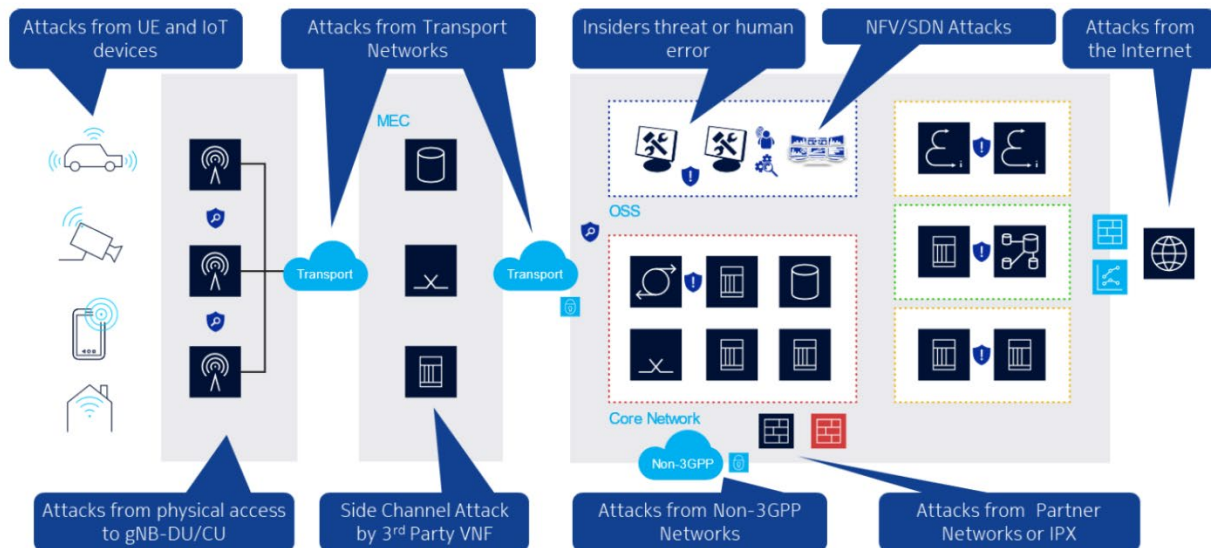 Attacks from UE and IoT
devices
Attacks from Transport
Networks
Insiders threat or human
error
NFV/SDN Attacks
Attacks from
the Internet
MEC
OSS
Transport
Transport
Core Network
Non-3GPP
Attacks from physical access
to gNB-DU/CU
Side Channel Attack
by 3rd Party VNF
Attacks from Non-3GPP
Networks
Attacks from Partner
Networks or IPX